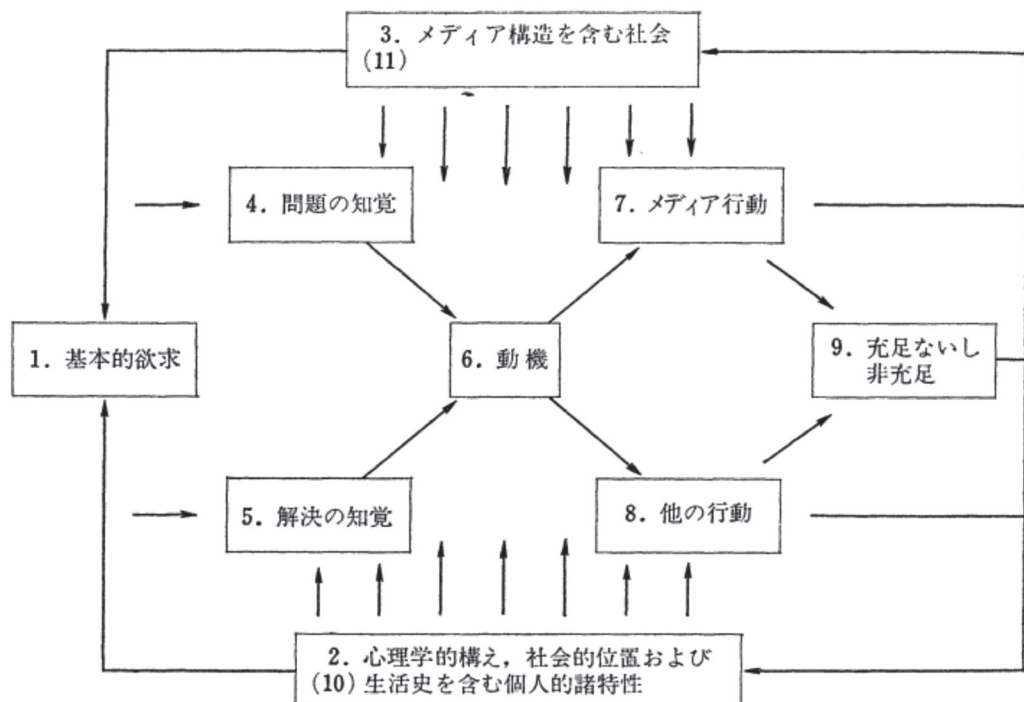 3. メディア構造を含む社会
(11)
4. 問題の知覚
7. メディア行動
1. 基本的欲求
6. 動機
9. 充足ないし
非充足
5. 解決の知覚
8. 他の行動
2. 心理学的構え，社会的位置および
(10) 生活史を含む個人的諸特性